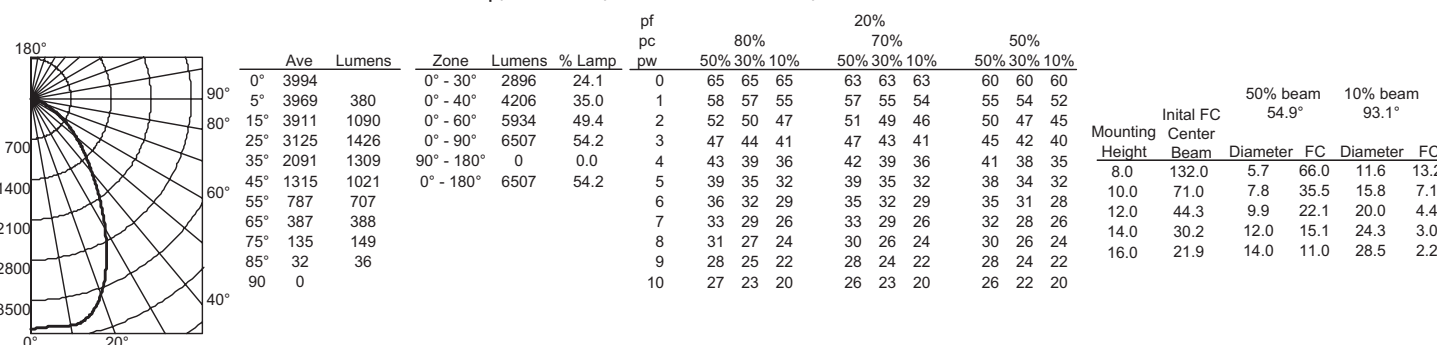 180°
90°
80°
60°
40°
20°
0°
700
1400
2100
2800
3500
Ave Lumens
0° 3994
5° 3969 380
15° 3911 1090
25° 3125 1426
35° 2091 1309
45° 1315 1021
55° 787 707
65° 387 388
75° 135 149
85° 32 36
90 0
Zone Lumens % Lamp
0° - 30° 2896 24.1
0° - 40° 4206 35.0
0° - 60° 5934 49.4
0° - 90° 6507 54.2
90° - 180° 0 0.0
0° - 180° 6507 54.2
pf 20%
pc 80% 70% 50%
pw 50% 30% 10% 50% 30% 10% 50% 30% 10%
0 65 65 65 63 63 63 60 60 60
1 58 57 55 57 55 54 55 54 52
2 52 50 47 51 49 46 50 47 45
3 47 44 41 47 43 41 45 42 40
4 43 39 36 42 39 36 41 38 35
5 39 35 32 39 35 32 38 34 32
6 36 32 29 35 32 29 35 31 28
7 33 29 26 33 29 26 32 28 26
8 31 27 24 30 26 24 30 26 24
9 28 25 22 28 24 22 28 24 22
10 27 23 20 26 23 20 26 22 20
50% beam 10% beam
Inital FC 54.9° 93.1°
Mounting Center
Height Beam Diameter FC Diameter FC
8.0 132.0 5.7 66.0 11.6 13.2
10.0 71.0 7.8 35.5 15.8 7.1
12.0 44.3 9.9 22.1 20.0 4.4
14.0 30.2 12.0 15.1 24.3 3.0
16.0 21.9 14.0 11.0 28.5 2.2